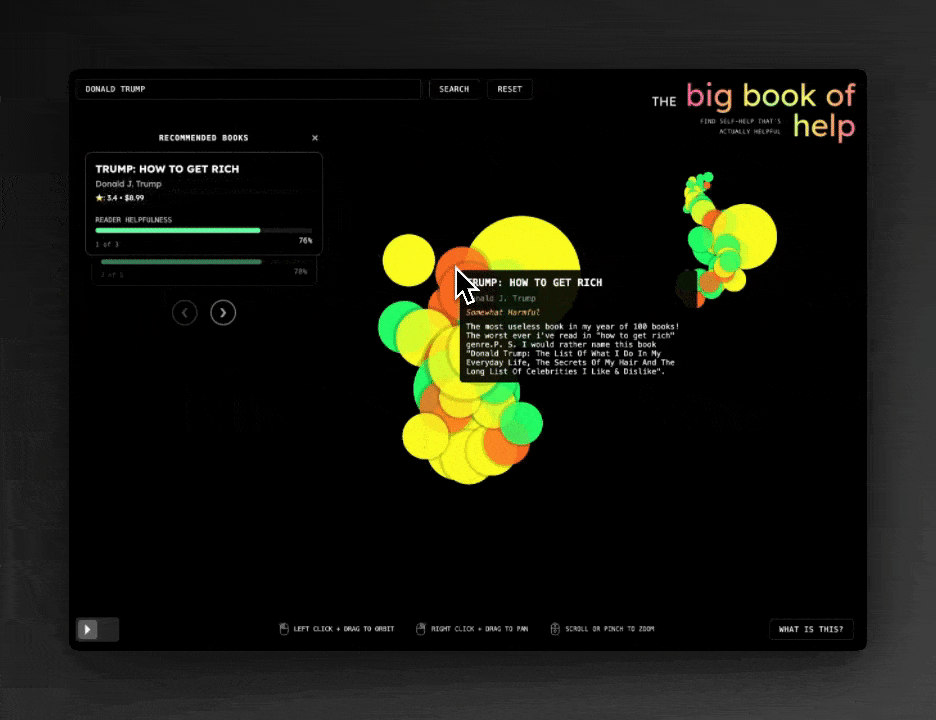 DONALD TRUMP
SEARCH
RESET
THE big book of
FIND SELF-HELP THAT'S
ACTUALLY HELPFUL
help
RECOMMENDED BOOKS
TRUMP: HOW TO GET RICH
Donald J. Trump
3.4 • $8.99
READER HELPFULNESS
76%
1 of 3
78%
TRUMP: HOW TO GET RICH
Donald J. Trump
Somewhat Harmful
The most useless book in my year of 100 books!
The worst ever i've read in "how to get rich"
genre.P. S. I would rather name this book
"Donald Trump: The List Of What I Do In My
Everyday Life, The Secrets Of My Hair And The
Long List Of Celebrities I Like & Dislike".
LEFT CLICK + DRAG TO ORBIT
RIGHT CLICK + DRAG TO PAN
SCROLL OR PINCH TO ZOOM
WHAT IS THIS?